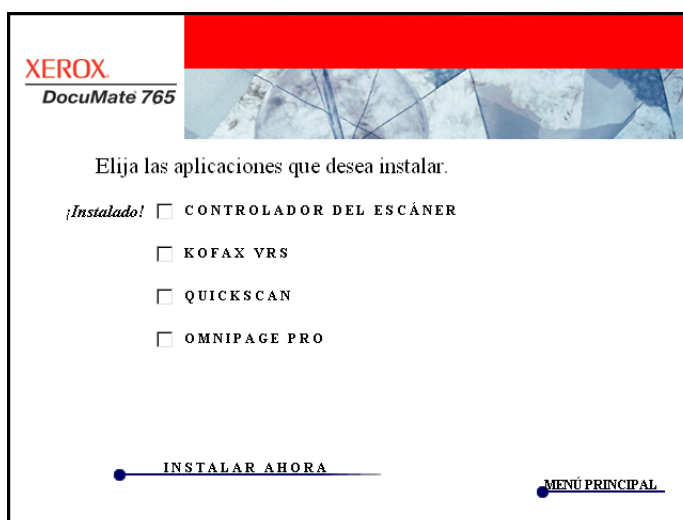 XEROX.
DocuMate 765
Elija las aplicaciones que desea instalar.
¡Instalado! CONTROLADOR DEL ESCÁNER
KOFAX VRS
QUICKSCAN
OMNIPAGE PRO
INSTALAR AHORA
MENÚ PRINCIPAL